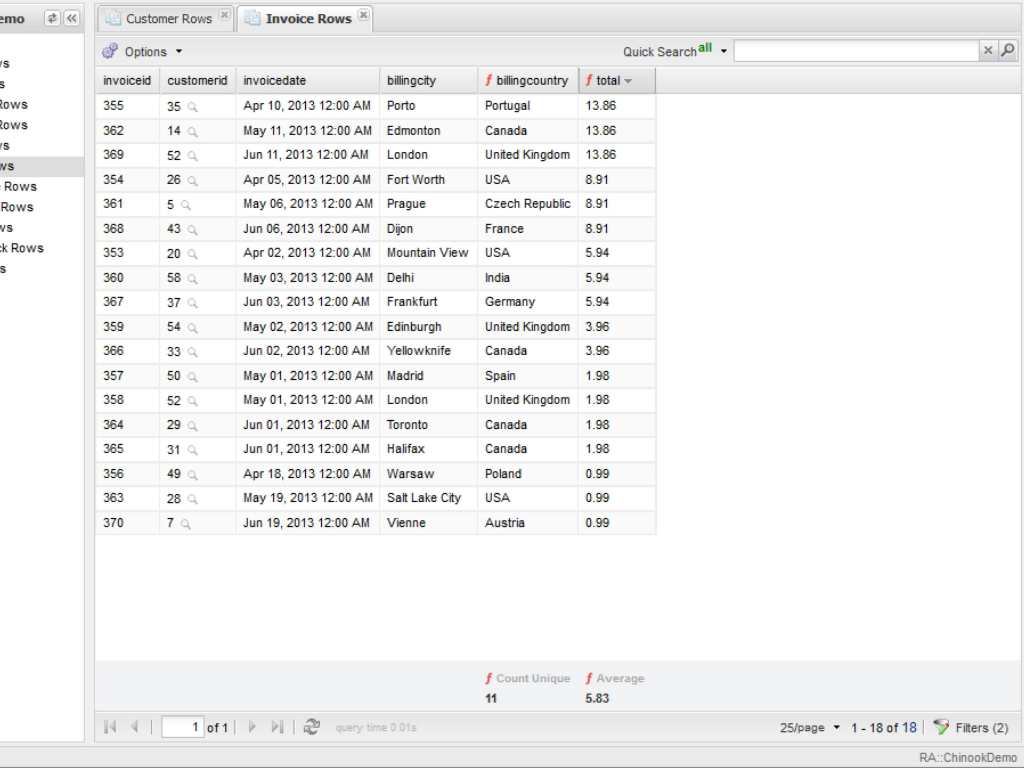 emo
Customer Rows
Invoice Rows
Options
Quick Search all
ws
s
Rows
Rows
ws
ws
Rows
Rows
ws
ck Rows
s
invoiceid customerid invoicedate billingcity billingcountry total
355 35 Apr 10, 2013 12:00 AM Porto Portugal 13.86
362 14 May 11, 2013 12:00 AM Edmonton Canada 13.86
369 52 Jun 11, 2013 12:00 AM London United Kingdom 13.86
354 26 Apr 05, 2013 12:00 AM Fort Worth USA 8.91
361 5 May 06, 2013 12:00 AM Prague Czech Republic 8.91
368 43 Jun 06, 2013 12:00 AM Dijon France 8.91
353 20 Apr 02, 2013 12:00 AM Mountain View USA 5.94
360 58 May 03, 2013 12:00 AM Delhi India 5.94
367 37 Jun 03, 2013 12:00 AM Frankfurt Germany 5.94
359 54 May 02, 2013 12:00 AM Edinburgh United Kingdom 3.96
366 33 Jun 02, 2013 12:00 AM Yellowknife Canada 3.96
357 50 May 01, 2013 12:00 AM Madrid Spain 1.98
358 52 May 01, 2013 12:00 AM London United Kingdom 1.98
364 29 Jun 01, 2013 12:00 AM Toronto Canada 1.98
365 31 Jun 01, 2013 12:00 AM Halifax Canada 1.98
356 49 Apr 18, 2013 12:00 AM Warsaw Poland 0.99
363 28 May 19, 2013 12:00 AM Salt Lake City USA 0.99
370 7 Jun 19, 2013 12:00 AM Vienne Austria 0.99
Count Unique Average
11 5.83
1 of 1 query time 0.01s 25/page 1 - 18 of 18 Filters (2)
RA::ChinookDemo